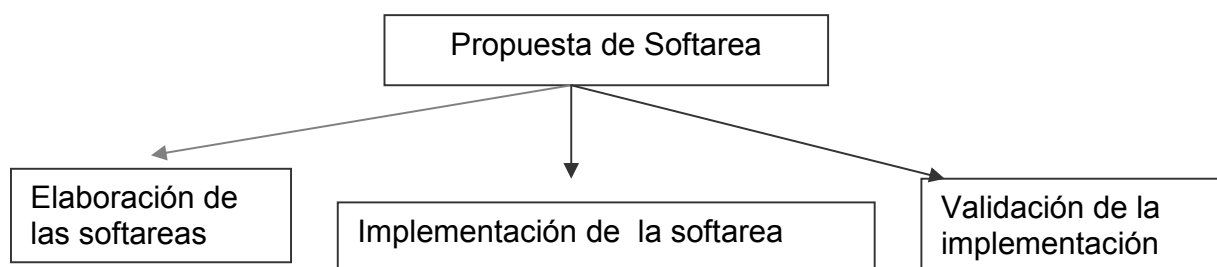 Propuesta de Softarea
Elaboración de
las softareas
Implementación de  la softarea
Validación de la
implementación